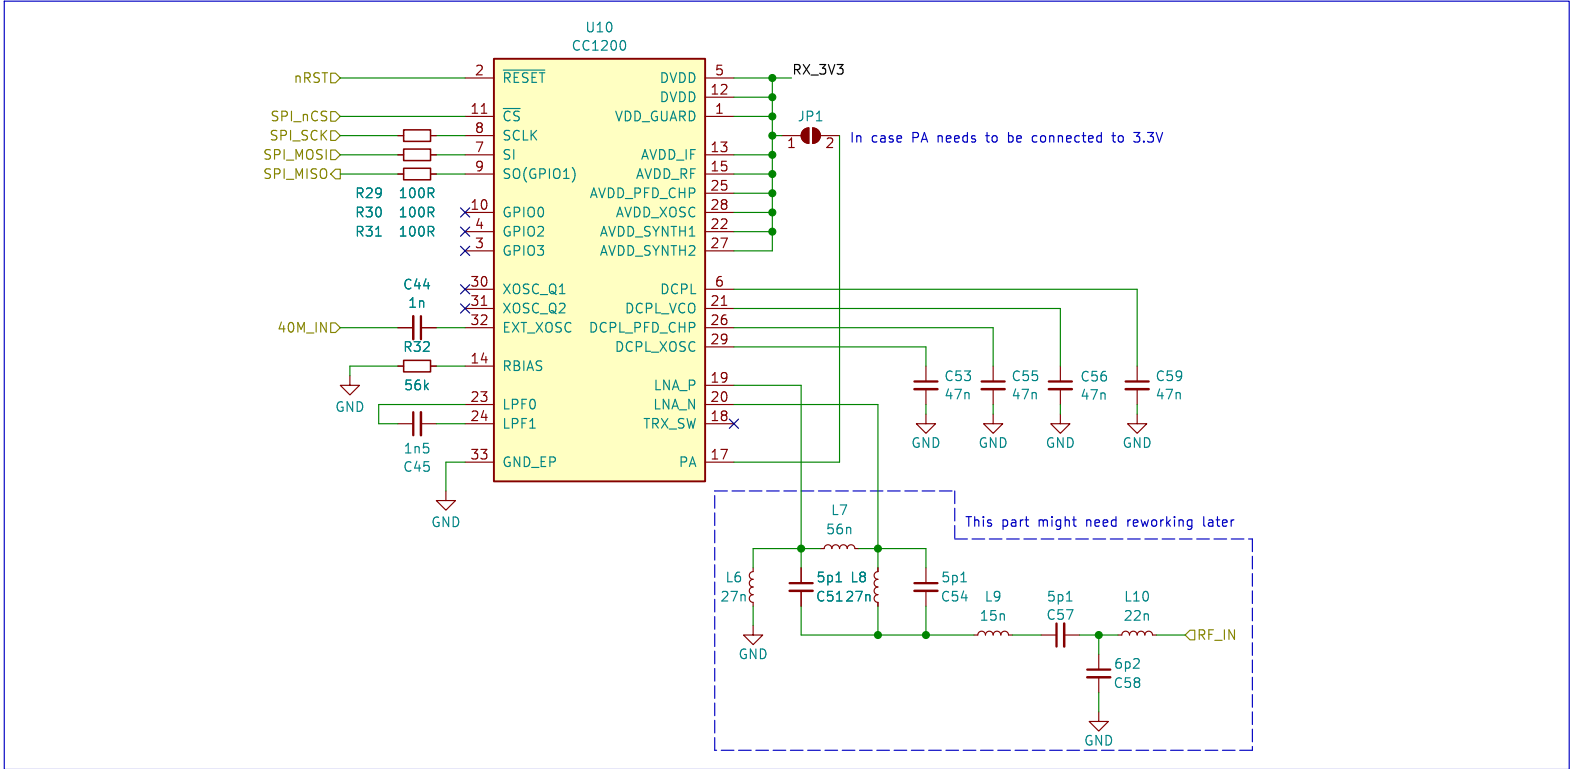 U10
CC1200
nRST
2
RESET
DVDD
5
RX_3V3
DVDD
12
SPI_nCS
11
CS
VDD_GUARD
1
JP1
SPI_SCK
8
SCLK
1
2
In case PA needs to be connected to 3.3V
SPI_MOSI
7
SI
AVDD_IF
13
SPI_MISO
9
SO(GPIO1)
AVDD_RF
15
R29 100R
AVDD_PFD_CHP
25
R30 100R
10
GPIO0
AVDD_XOSC
28
R31 100R
4
GPIO2
AVDD_SYNTH1
22
3
GPIO3
AVDD_SYNTH2
27
C44
1n
30
XOSC_Q1
DCPL
6
31
XOSC_Q2
DCPL_VCO
21
40M_IN
32
EXT_XOSC
DCPL_PFD_CHP
26
R32
56k
DCPL_XOSC
29
14
RBIAS
GND
LNA_P
19
C53
47n
C55
47n
C56
47n
C59
47n
23
LPF0
LNA_N
20
24
LPF1
TRX_SW
18
1n5
C45
GND
GND
GND
GND
33
GND_EP
PA
17
GND
L7
56n
This part might need reworking later
L6
27n
5p1
C51
L8
27n
5p1
C54
L9
15n
5p1
C57
L10
22n
RF_IN
GND
6p2
C58
GND